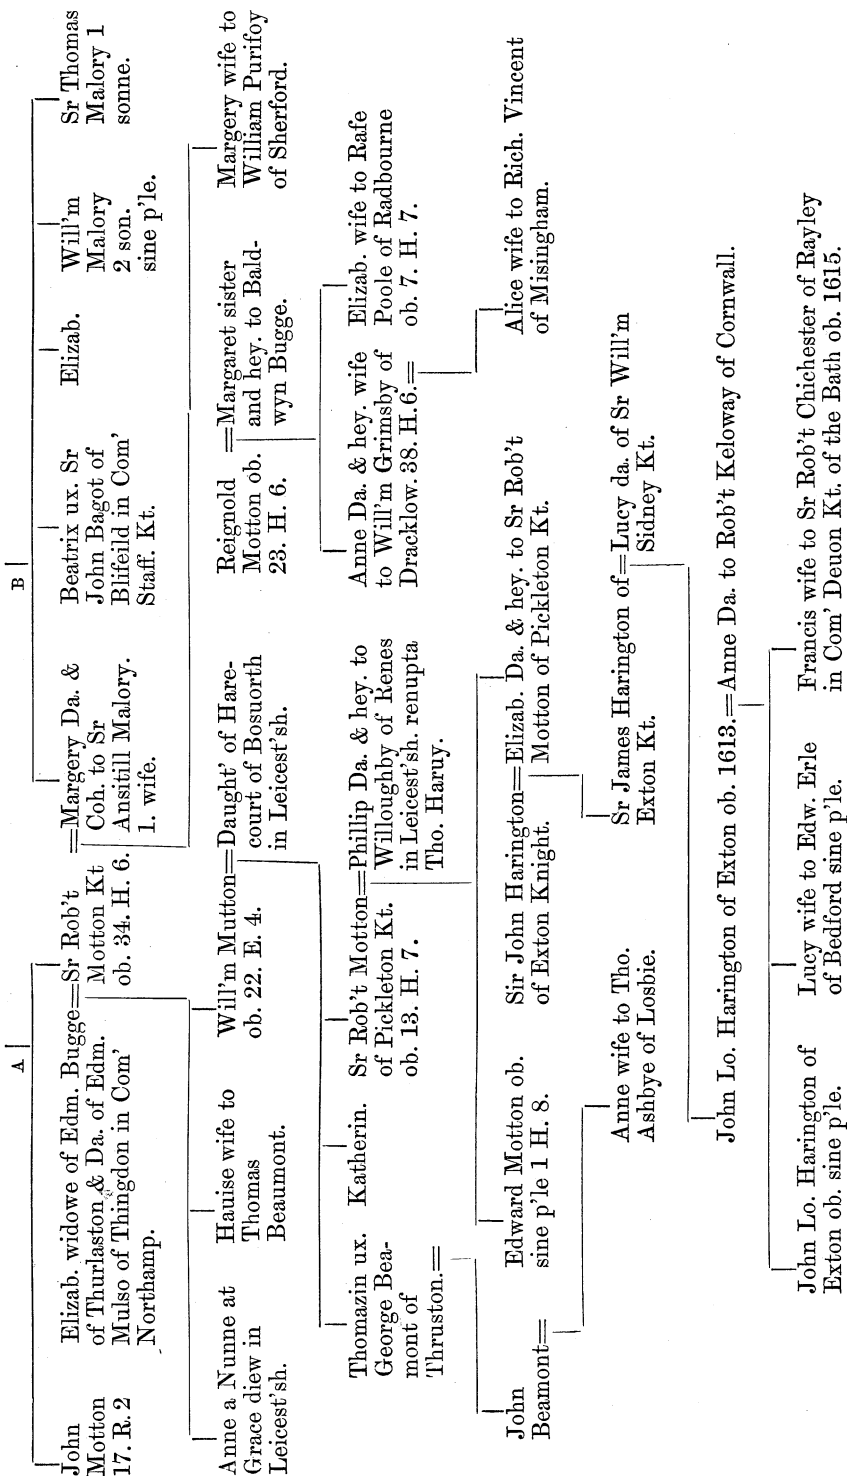 A
B
John
Motton
17. R. 2
Elizab. widowe of Edm. Bugge=Sr Rob't
of Thurlaston & Da. of Edm.
Mulso of Thingdon in Com'
Northamp.
Motton Kt
ob. 34. H. 6.
=Margery Da. &
Coh. to Sr
Ansitill Malory.
1. wife.
Beatrix ux. Sr
John Bagot of
Blifeild in Com'
Staff. Kt.
Elizab.
Will'm
Malory
2 son.
sine p'le.
Sr Thomas
Malory 1
sonne.
Anne a Nunne at
Grace diew in
Leicest'sh.
Hauise wife to
Thomas
Beaumont.
Will'm Mutton=Daught' of Hare-
ob. 22. E. 4.
court of Bosuorth
in Leicest'sh.
Reignold
Motton ob.
23. H. 6.
=Margaret sister
and hey. to Bald-
wyn Bugge.
Margery wife to
William Purifoy
of Sherford.
Thomazin ux.
George Bea-
mont of
Thruston.=
Katherin.
Sr Rob't Motton=Phillip Da. & hey. to
of Pickleton Kt.
ob. 13. H. 7.
Willoughby of Renes
in Leicest'sh. renupta
Tho. Haruy.
Anne Da. & hey. wife
to Will'm Grimsby of
Dracklow. 38. H. 6.=
Elizab. wife to Rafe
Poole of Radbourne
ob. 7. H. 7.
John
Beamont=
Edward Motton ob.
sine p'le 1 H. 8.
Sir John Harington=Elizab. Da. & hey. to Sr Rob't
of Exton Knight.
Motton of Pickleton Kt.
Alice wife to Rich. Vincent
of Misingham.
Anne wife to Tho.
Ashbye of Losbie.
Sr James Harington of=Lucy da. of Sr Will'm
Exton Kt.
Sidney Kt.
John Lo. Harington of Exton ob. 1613.=Anne Da. to Rob't Keloway of Cornwall.
John Lo. Harington of
Exton ob. sine p'le.
Lucy wife to Edw. Erle
of Bedford sine p'le.
Francis wife to Sr Rob't Chichester of Rayley
in Com' Deuon Kt. of the Bath ob. 1615.